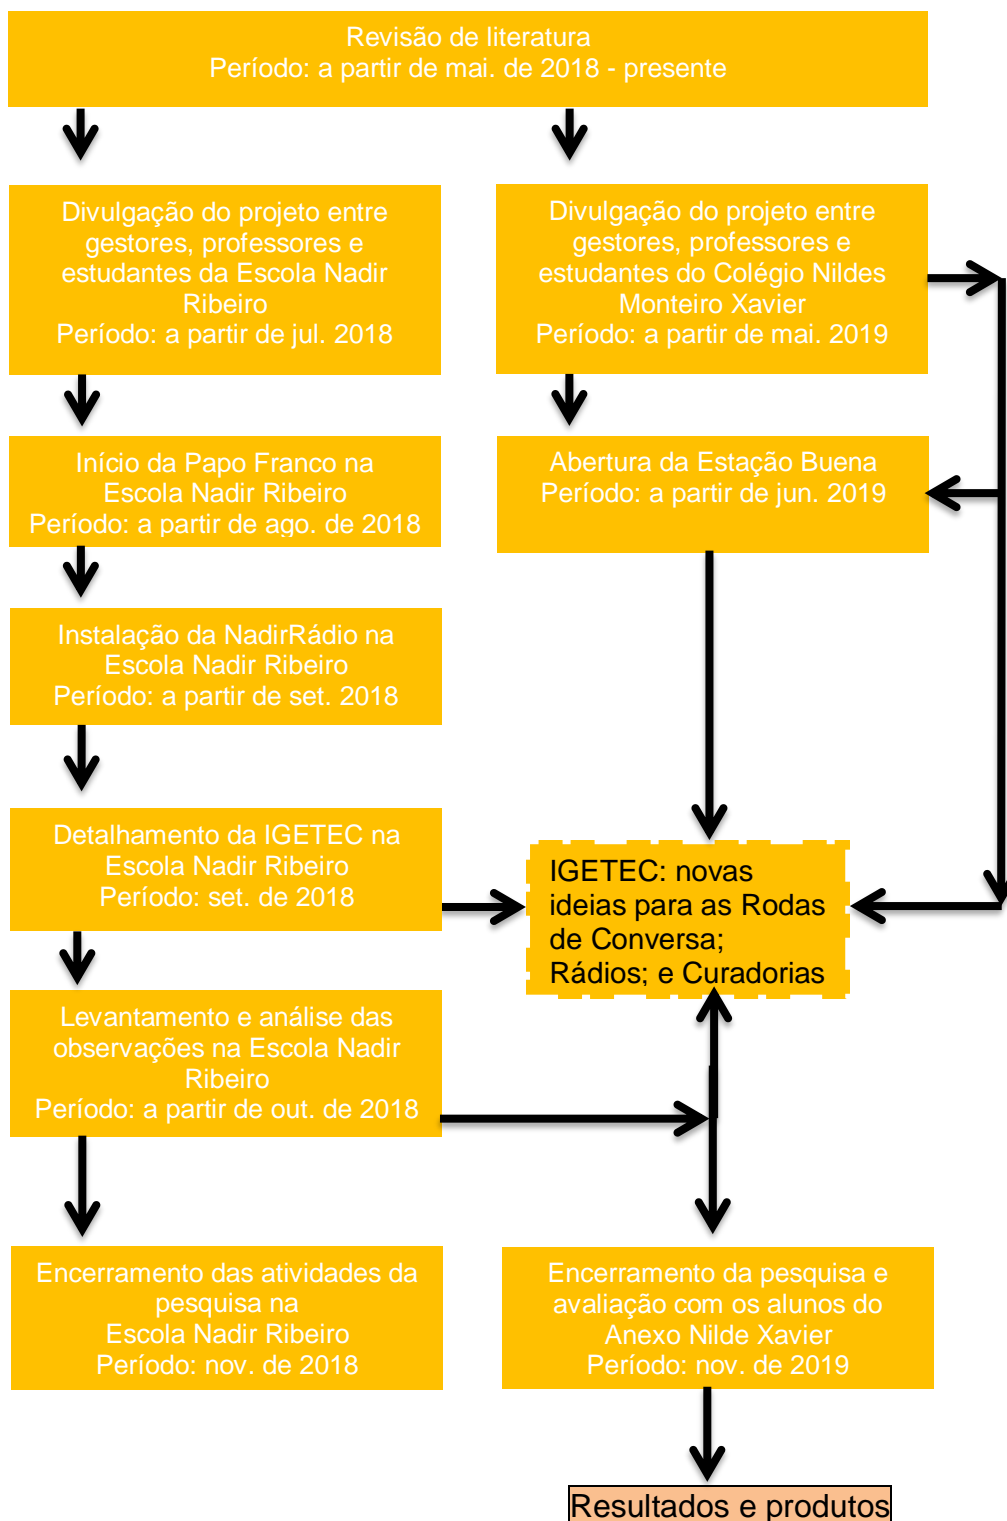 Revisão de literatura
Período: a partir de mai. de 2018 - presente
Divulgação do projeto entre
gestores, professores e
estudantes da Escola Nadir
Ribeiro
Período: a partir de jul. 2018
Divulgação do projeto entre
gestores, professores e
estudantes do Colégio Nildes
Monteiro Xavier
Período: a partir de mai. 2019
Início da Papo Franco na
Escola Nadir Ribeiro
Período: a partir de ago. de 2018
Abertura da Estação Buena
Período: a partir de jun. 2019
Instalação da NadirRádio na
Escola Nadir Ribeiro
Período: a partir de set. 2018
Detalhamento da IGETEC na
Escola Nadir Ribeiro
Período: set. de 2018
IGETEC: novas
ideias para as Rodas
de Conversa;
Rádios; e Curadorias
Levantamento e análise das
observações na Escola Nadir
Ribeiro
Período: a partir de out. de 2018
Encerramento das atividades da
pesquisa na
Escola Nadir Ribeiro
Período: nov. de 2018
Encerramento da pesquisa e
avaliação com os alunos do
Anexo Nilde Xavier
Período: nov. de 2019
Resultados e produtos